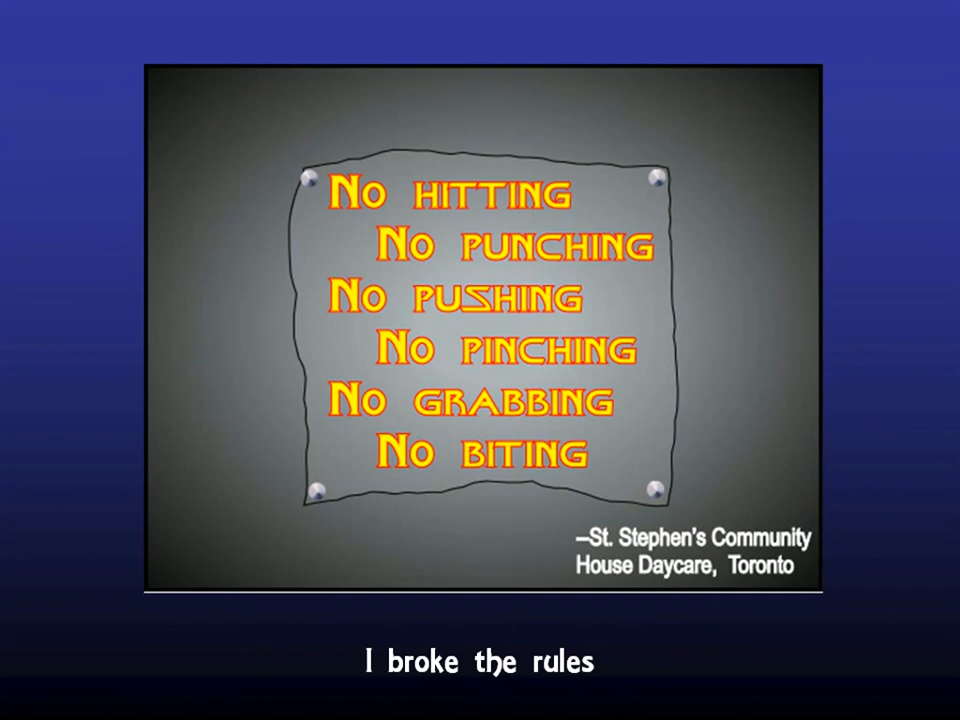 No HITTING
No PUNCHING
No PUSHING
No PINCHING
No GRABBING
No BITING
–St. Stephen's Community
House Daycare, Toronto
I broke the rules